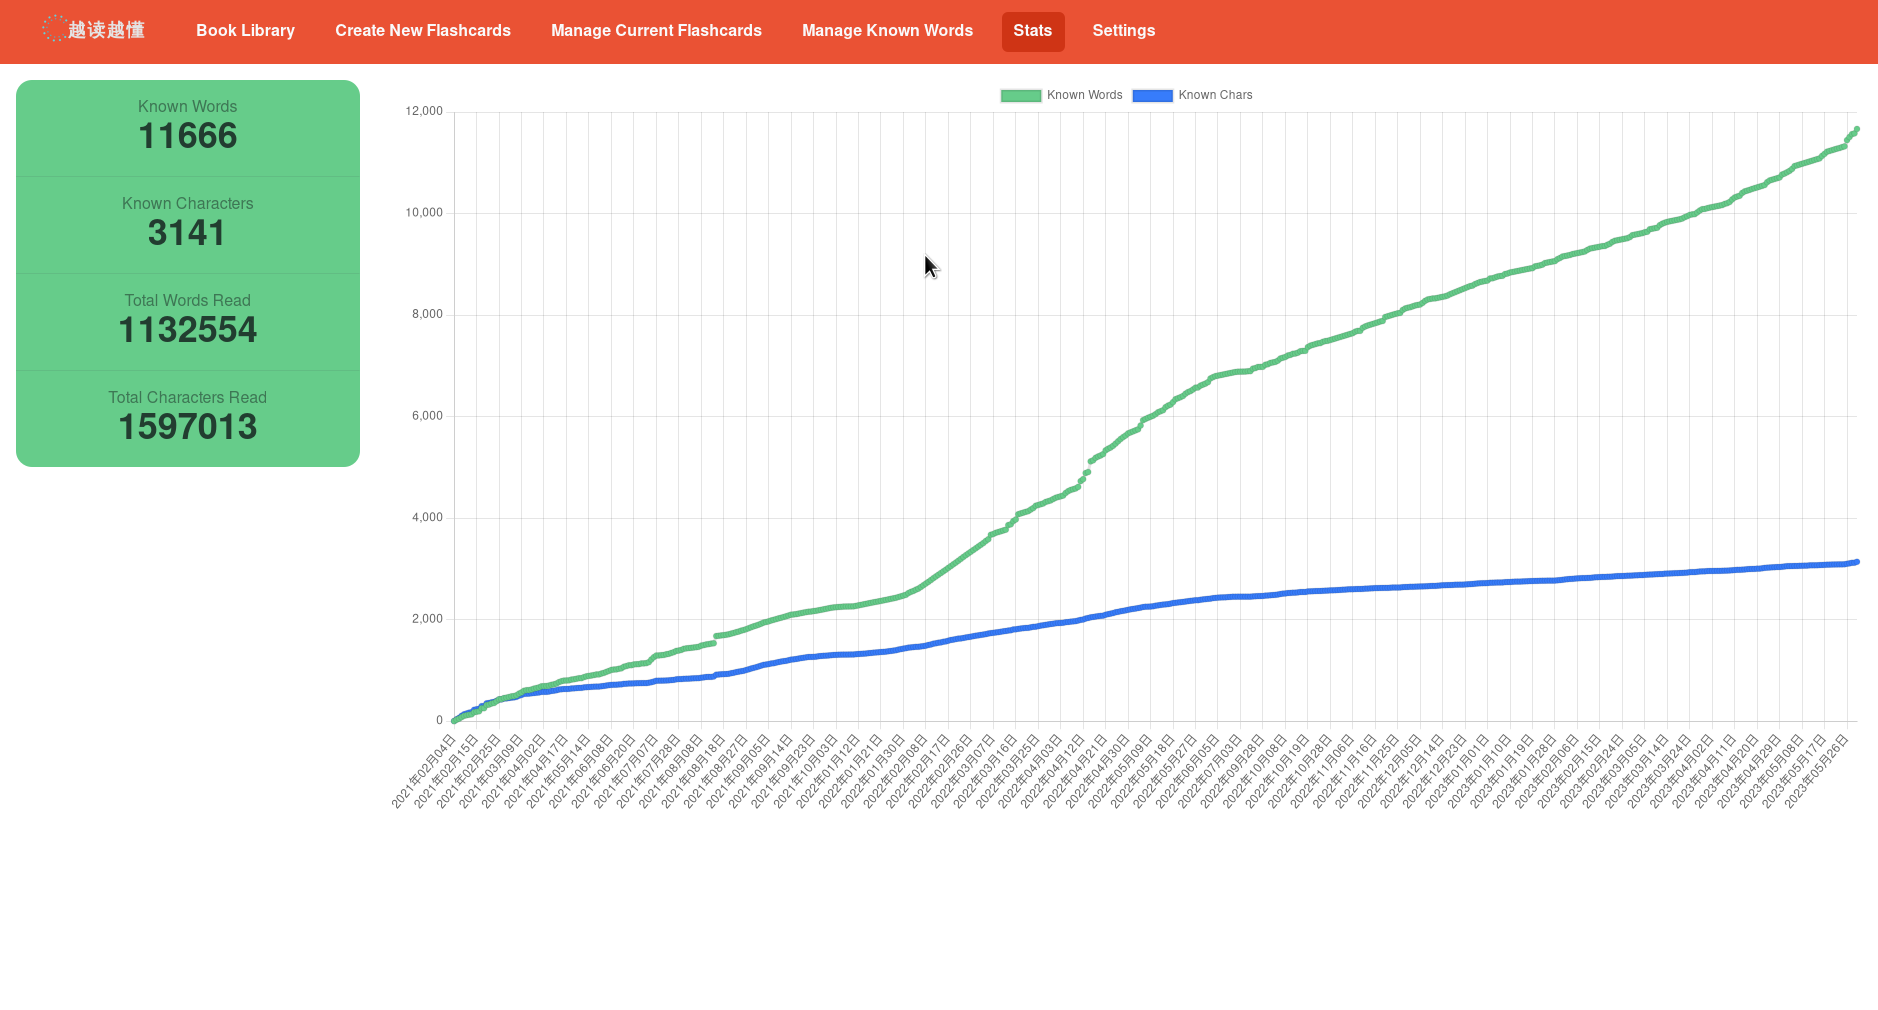 越读越懂
Book Library
Create New Flashcards
Manage Current Flashcards
Manage Known Words
Stats
Settings
Known Words
11666
Known Characters
3141
Total Words Read
1132554
Total Characters Read
1597013
Known Words
Known Chars
12,000
10,000
8,000
6,000
4,000
2,000
0
2021年02月04日
2021年02月15日
2021年02月25日
2021年03月09日
2021年04月02日
2021年04月17日
2021年05月14日
2021年06月08日
2021年06月20日
2021年07月07日
2021年07月28日
2021年08月08日
2021年08月18日
2021年08月27日
2021年09月05日
2021年09月14日
2021年09月23日
2021年10月03日
2022年01月12日
2022年01月21日
2022年01月30日
2022年02月08日
2022年02月17日
2022年02月26日
2022年03月07日
2022年03月16日
2022年03月25日
2022年04月03日
2022年04月12日
2022年04月21日
2022年04月30日
2022年05月09日
2022年05月18日
2022年05月27日
2022年06月05日
2022年07月03日
2022年09月28日
2022年10月08日
2022年10月19日
2022年10月28日
2022年11月06日
2022年11月16日
2022年11月25日
2022年12月05日
2022年12月14日
2022年12月23日
2023年01月01日
2023年01月10日
2023年01月19日
2023年01月28日
2023年02月06日
2023年02月15日
2023年02月24日
2023年03月05日
2023年03月14日
2023年03月24日
2023年04月02日
2023年04月11日
2023年04月20日
2023年04月29日
2023年05月08日
2023年05月17日
2023年05月26日